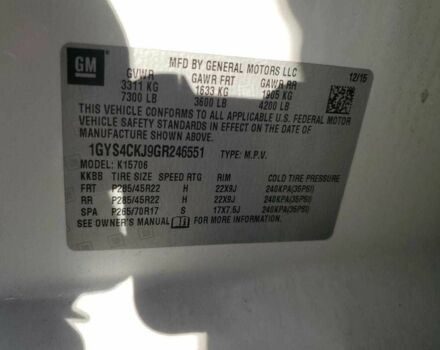 GM
MFD BY GENERAL MOTORS LLC
GVWR GAWR FRT GAWR RR 12/15
3311 KG 1633 KG 1905 KG
7300 LB 3600 LB 4200 LB
THIS VEHICLE CONFORMS TO ALL APPLICABLE U.S. FEDERAL MOTOR
VEHICLE SAFETY STANDARDS IN EFFECT ON THE DATE OF
MANUFACTURE SHOWN ABOVE.
1GYS4CKJ9GR246551 TYPE: M.P.V.
MODEL: K15706
KKBB TIRE SIZE SPEED RTG RIM COLD TIRE PRESSURE
FRT P285/45R22 H 22X9J 240KPA(35PSI)
RR P285/45R22 H 22X9J 240KPA(35PSI)
SPA P265/70R17 S 17X7.5J 240KPA(35PSI)
SEE OWNER'S MANUAL FOR MORE INFORMATION.